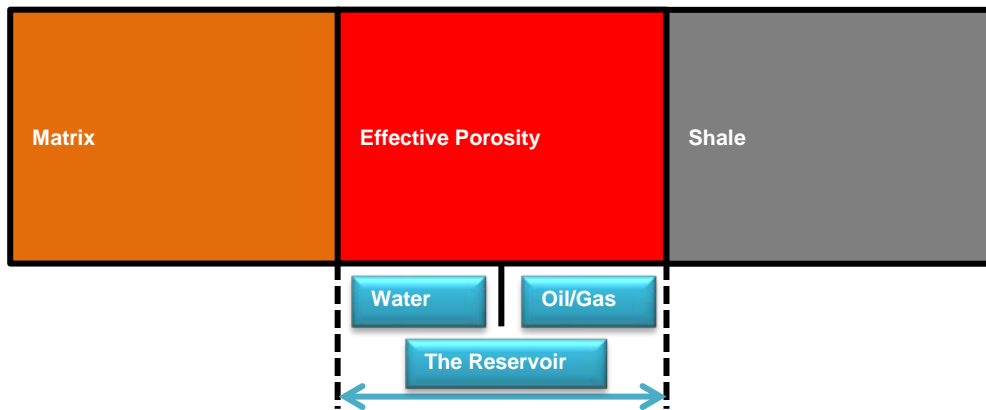 Matrix
Effective Porosity
Shale
Water
Oil/Gas
The Reservoir